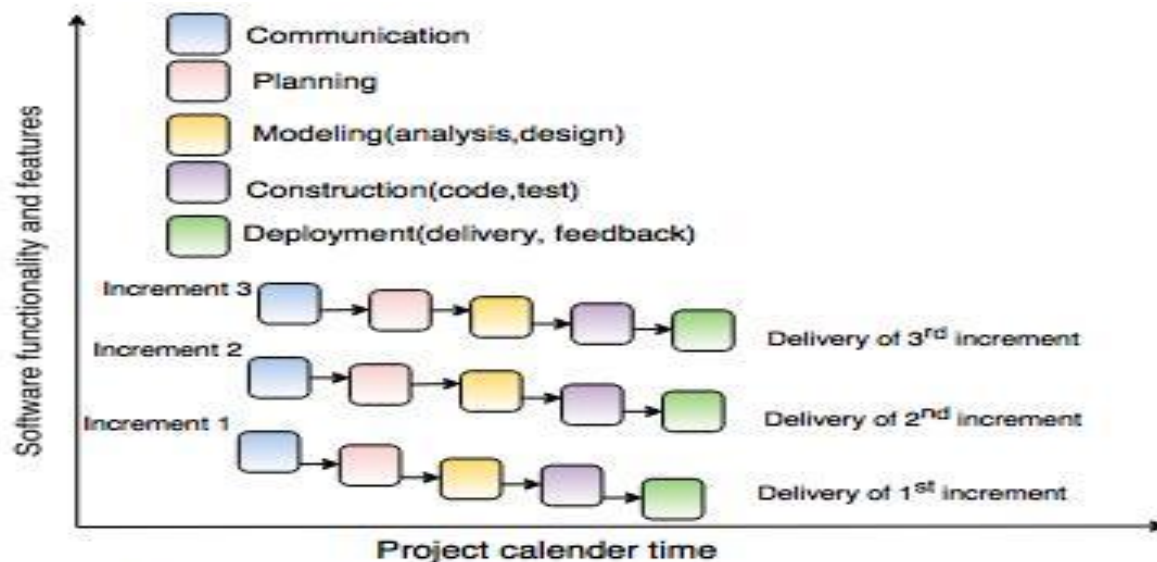 Software functionality and features
Communication
Planning
Modeling(analysis,design)
Construction(code,test)
Deployment(delivery, feedback)
Increment 3
Delivery of 3rd increment
Increment 2
Delivery of 2nd increment
Increment 1
Delivery of 1st increment
Project calender time